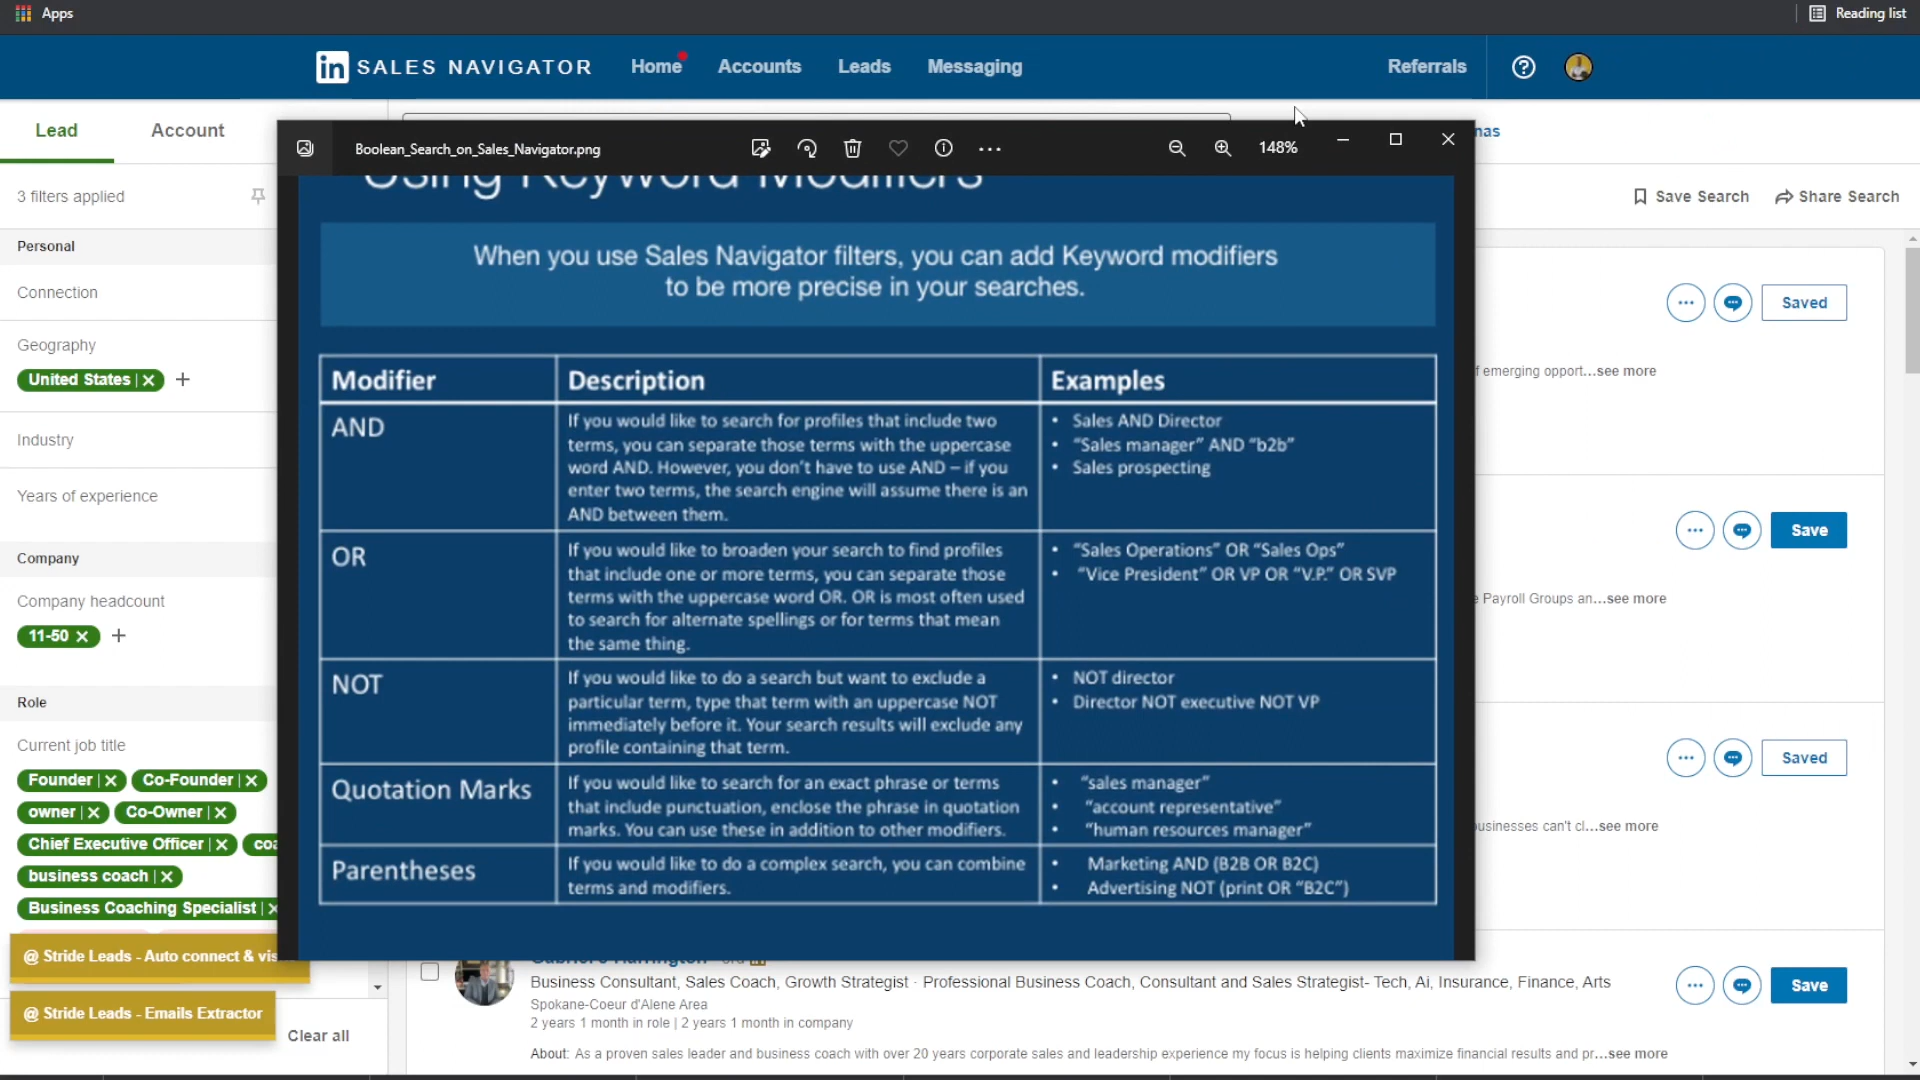 Apps
Reading list
in SALES NAVIGATOR
Home
Accounts
Leads
Messaging
Referrals
Lead
Account
3 filters applied
Save Search
Share Search
Personal
Connection
Geography
United States
Industry
Years of experience
Company
Company headcount
11-50
Role
Current job title
Founder
Co-Founder
owner
Co-Owner
Chief Executive Officer
business coach
Business Coaching Specialist
@ Stride Leads - Auto connect &
@ Stride Leads - Emails Extractor
Clear all
Boolean_Search_on_Sales_Navigator.png
148%
Using Keyword Modifiers
When you use Sales Navigator filters, you can add Keyword modifiers
to be more precise in your searches.
Modifier
Description
Examples
AND
If you would like to search for profiles that include two
terms, you can separate those terms with the uppercase
word AND. However, you don't have to use AND – if you
enter two terms, the search engine will assume there is an
AND between them.
• Sales AND Director
• "Sales manager" AND "b2b"
• Sales prospecting
OR
If you would like to broaden your search to find profiles
that include one or more terms, you can separate those
terms with the uppercase word OR. OR is most often used
to search for alternate spellings or for terms that mean
the same thing.
• "Sales Operations" OR "Sales Ops"
• "Vice President" OR VP OR "V.P." OR SVP
NOT
If you would like to do a search but want to exclude a
particular term, type that term with an uppercase NOT
immediately before it. Your search results will exclude any
profile containing that term.
• NOT director
• Director NOT executive NOT VP
Quotation Marks
If you would like to search for an exact phrase or terms
that include punctuation, enclose the phrase in quotation
marks. You can use these in addition to other modifiers.
• "sales manager"
• "account representative"
• "human resources manager"
Parentheses
If you would like to do a complex search, you can combine
terms and modifiers.
• Marketing AND (B2B OR B2C)
• Advertising NOT (print OR "B2C")
Saved
emerging opport...see more
Save
Payroll Groups an...see more
Saved
can't cl...see more
Business Consultant, Sales Coach, Growth Strategist · Professional Business Coach, Consultant and Sales Strategist- Tech, Ai, Insurance, Finance, Arts
Save
Spokane-Coeur d'Alene Area
2 years 1 month in role | 2 years 1 month in company
About: As a proven sales leader and business coach with over 20 years corporate sales and leadership experience my focus is helping clients maximize financial results and pr...see more